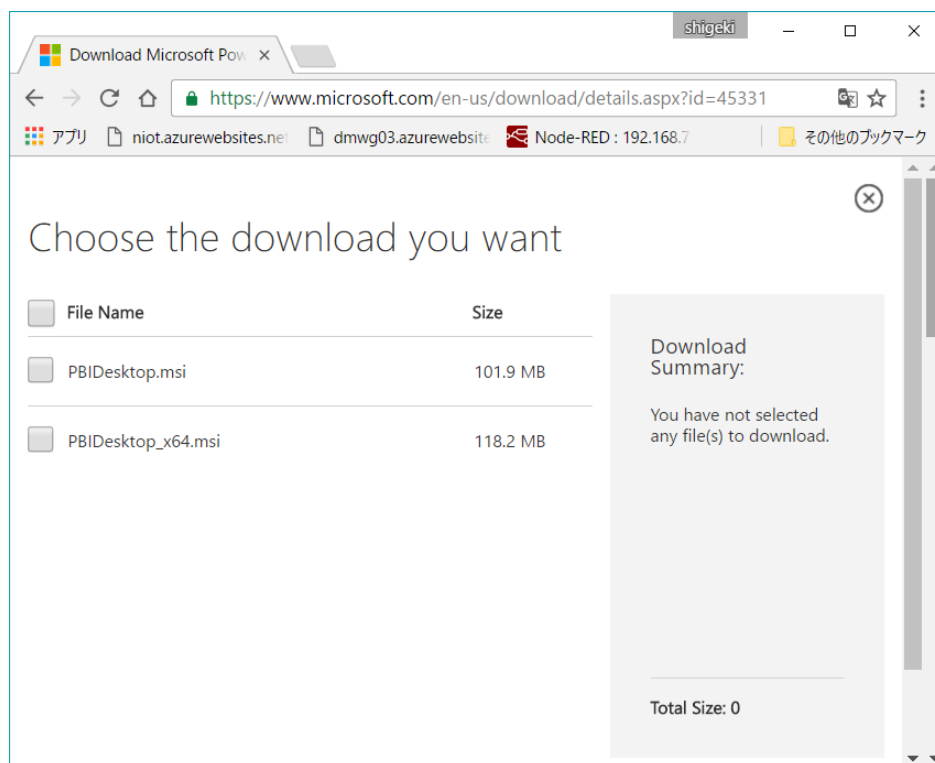 shigeki
Download Microsoft Pow
https://www.microsoft.com/en-us/download/details.aspx?id=45331
アプリ niot.azurewebsites.net dmwg03.azurewebsite Node-RED : 192.168.7 その他のブックマーク
Choose the download you want
File Name Size
PBIDesktop.msi 101.9 MB
PBIDesktop_x64.msi 118.2 MB
Download
Summary:
You have not selected
any file(s) to download.
Total Size: 0